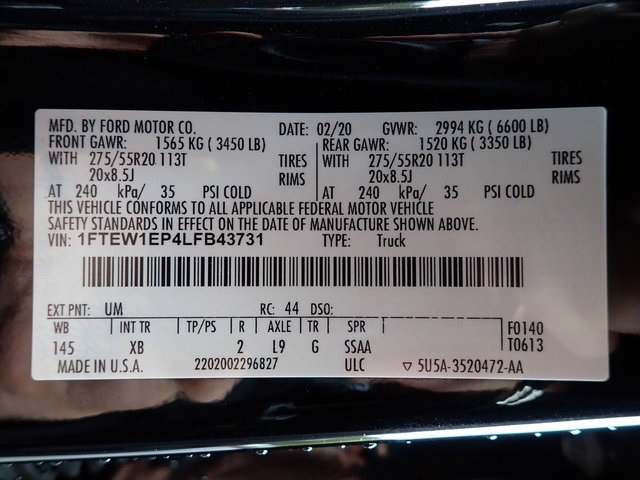 MFD. BY FORD MOTOR CO. DATE: 02/20 GVWR: 2994 KG ( 6600 LB)
FRONT GAWR: 1565 KG ( 3450 LB) REAR GAWR: 1520 KG ( 3350 LB)
WITH 275/55R20 113T TIRES WITH 275/55R20 113T TIRES
20x8.5J RIMS 20x8.5J RIMS
AT 240 kPa/ 35 PSI COLD AT 240 kPa/ 35 PSI COLD
THIS VEHICLE CONFORMS TO ALL APPLICABLE FEDERAL MOTOR VEHICLE
SAFETY STANDARDS IN EFFECT ON THE DATE OF MANUFACTURE SHOWN ABOVE.
VIN: 1FTEW1EP4LFB43731 TYPE: Truck
EXT PNT: UM RC: 44 DSO:
WB INT TR TP/PS R AXLE TR SPR F0140
145 XB 2 L9 G SSAA T0613
MADE IN U.S.A. 2202002296827 ULC ▽ 5U5A-3520472-AA